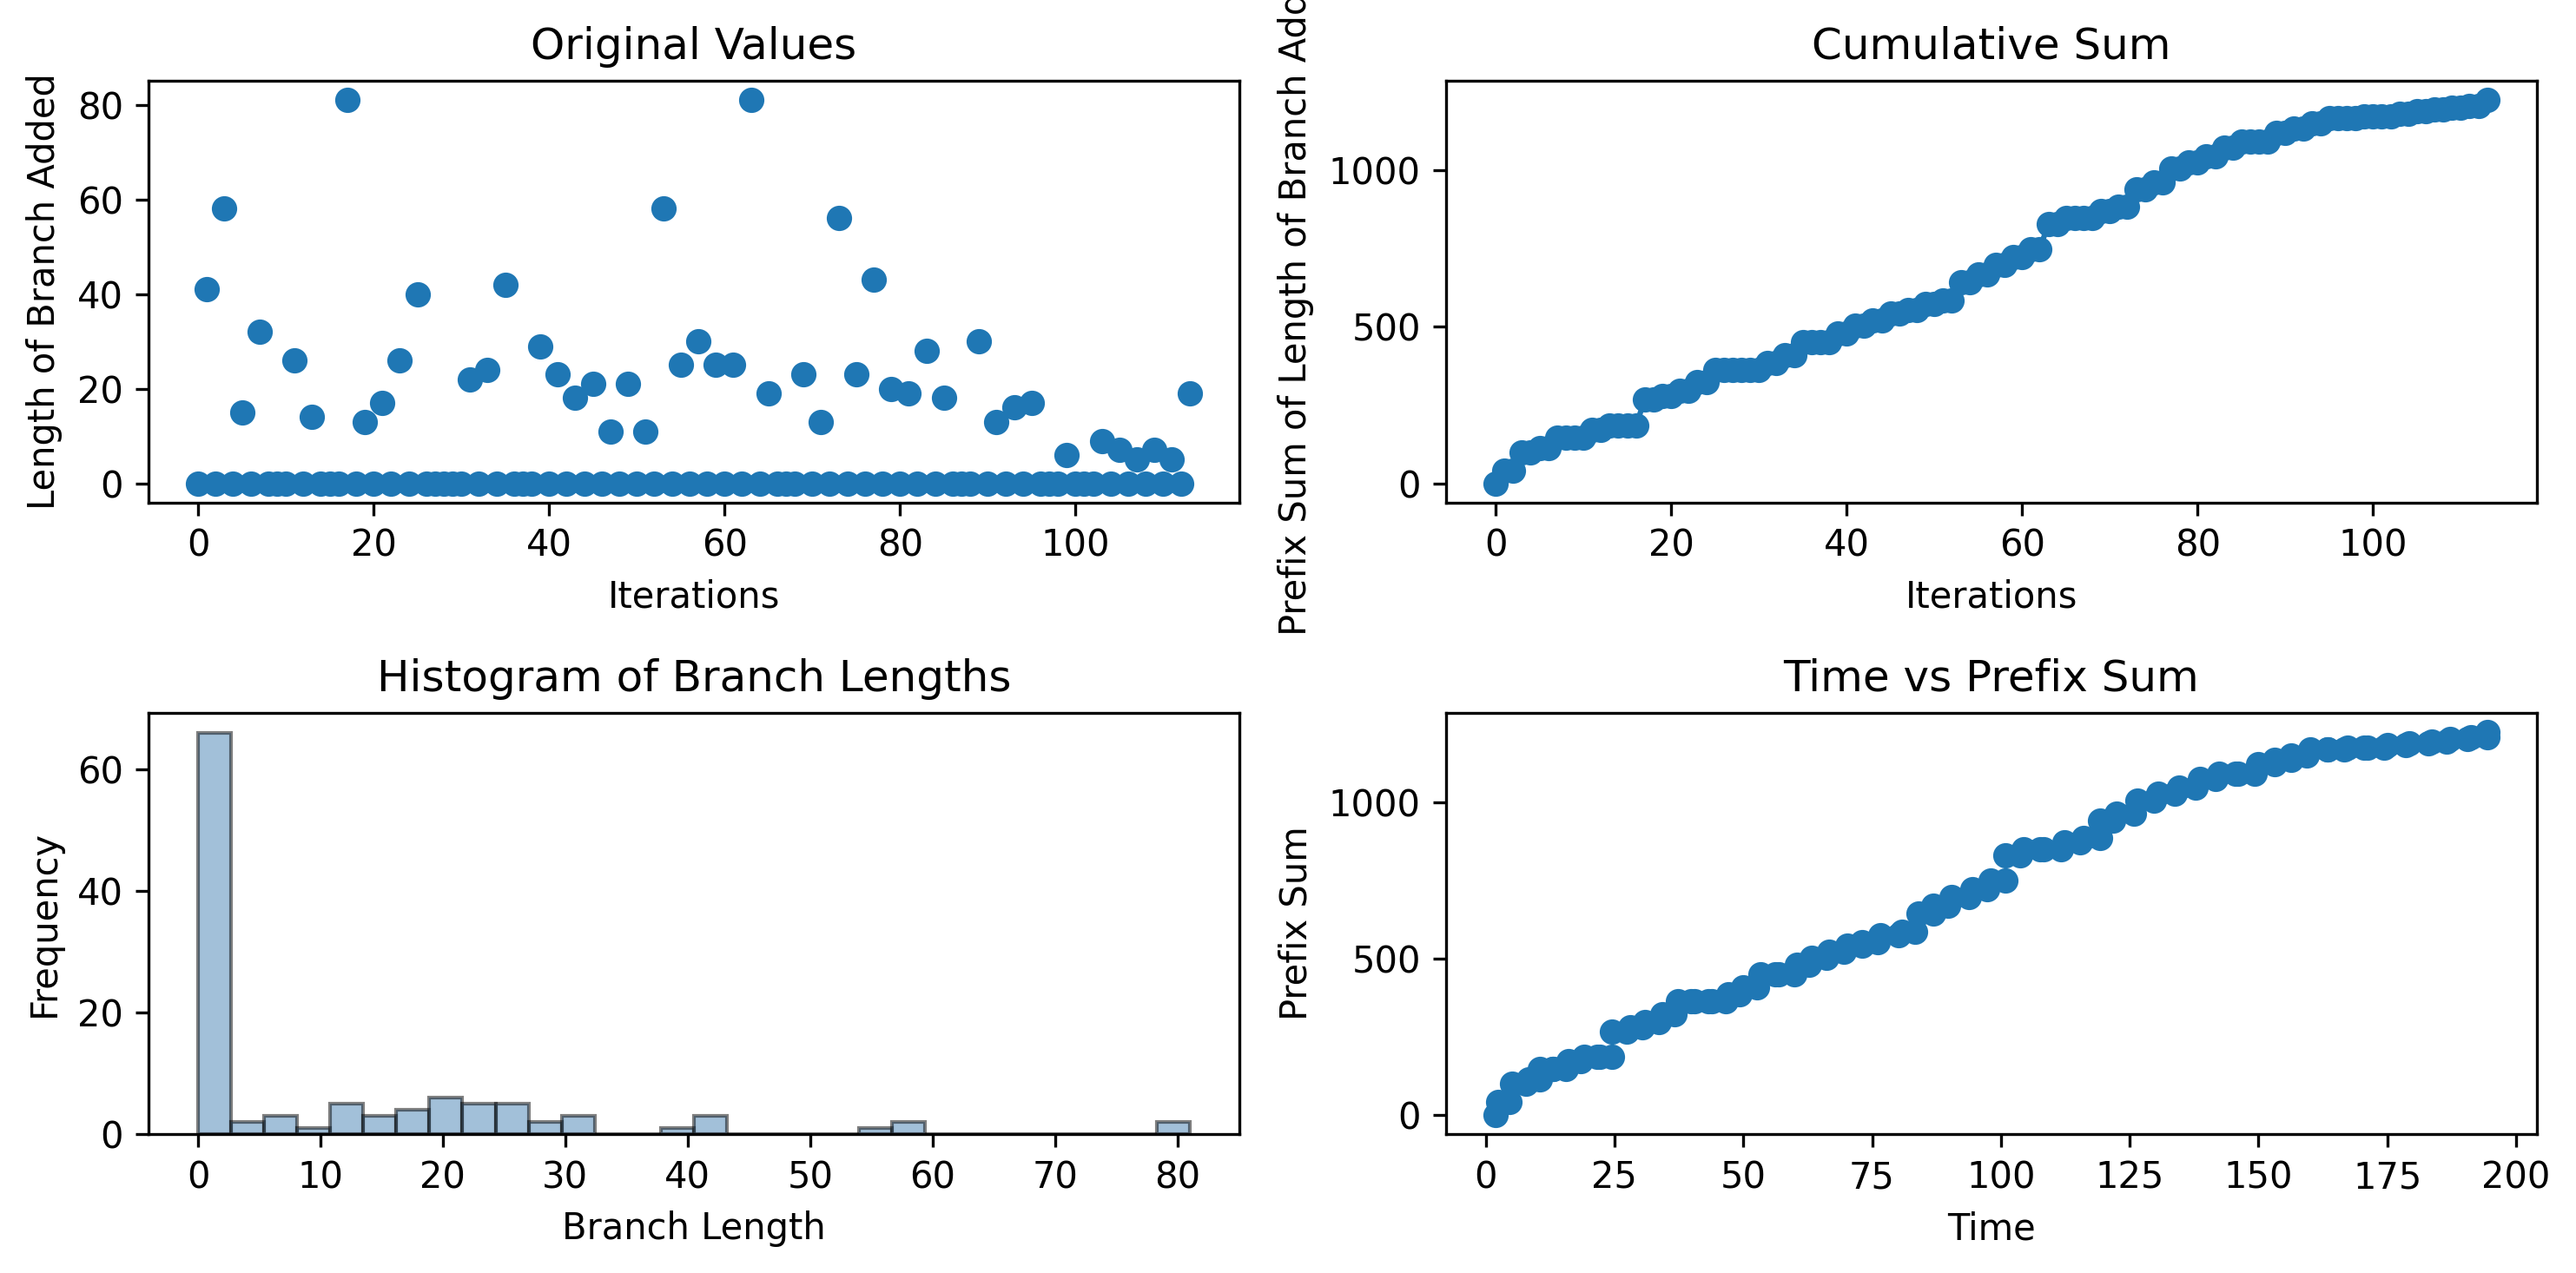 Original Values
Length of Branch Added
80
60
40
20
0
0 20 40 60 80 100
Iterations
Cumulative Sum
Prefix Sum of Length of Branch
1000
500
0
0 20 40 60 80 100
Iterations
Histogram of Branch Lengths
Frequency
60
40
20
0
0 10 20 30 40 50 60 70 80
Branch Length
Time vs Prefix Sum
Prefix Sum
1000
500
0
0 25 50 75 100 125 150 175 200
Time